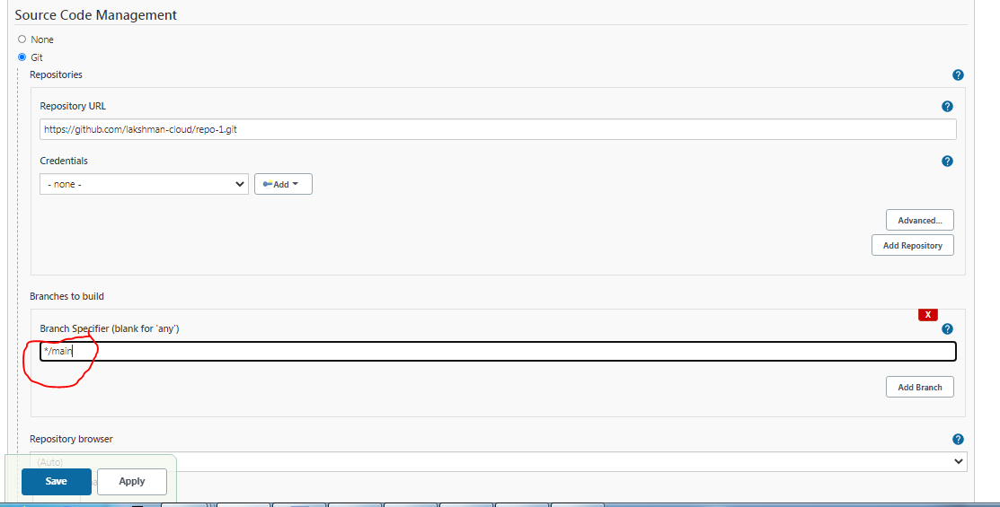 Source Code Management
None
Git
Repositories
?
Repository URL
?
https://github.com/lakshman-cloud/repo-1.git
Credentials
?
- none -
Add
Advanced...
Add Repository
Branches to build
X
Branch Specifier (blank for 'any')
?
*/main
Add Branch
Repository browser
?
(Auto)
Save
Apply